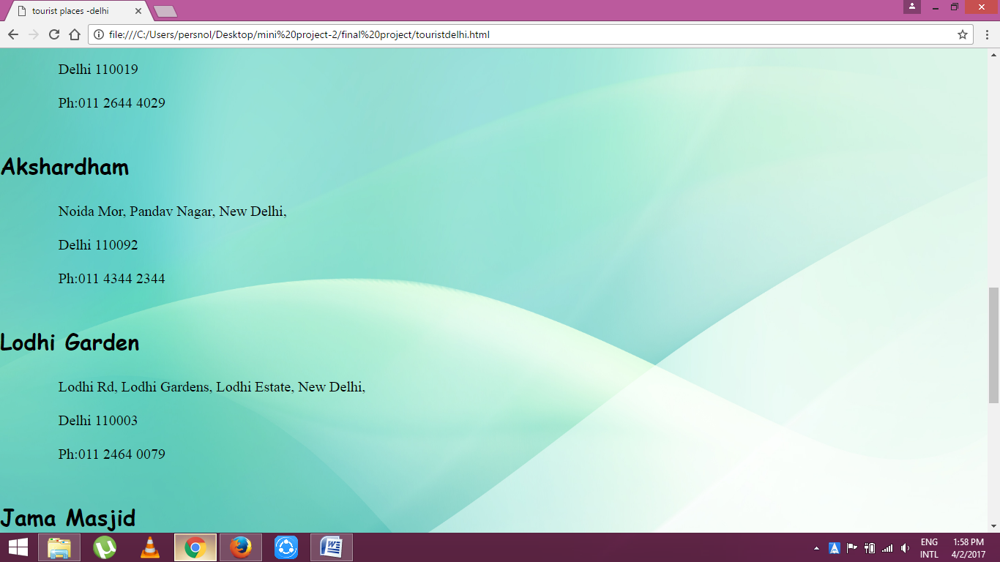 tourist places -delhi
file:///C:/Users/persnol/Desktop/mini%20project-2/final%20project/touristdelhi.html
Delhi 110019
Ph:011 2644 4029
Akshardham
Noida Mor, Pandav Nagar, New Delhi,
Delhi 110092
Ph:011 4344 2344
Lodhi Garden
Lodhi Rd, Lodhi Gardens, Lodhi Estate, New Delhi,
Delhi 110003
Ph:011 2464 0079
Jama Masjid
ENG 1:58 PM
INTL 4/2/2017